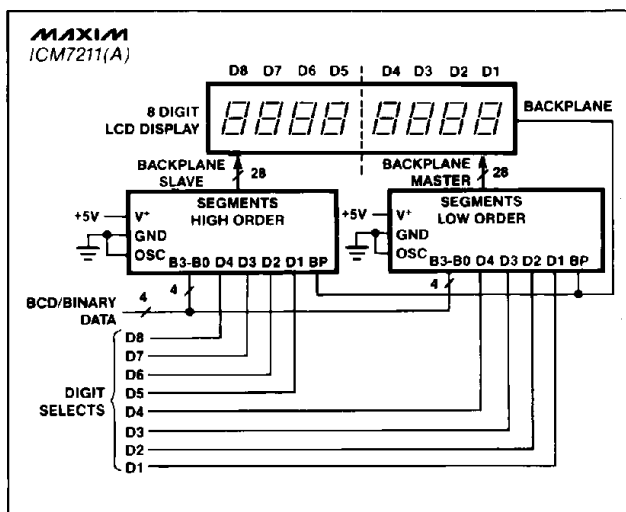 MAXIM
ICM7211(A)
D8 D7 D6 D5 D4 D3 D2 D1
8 DIGIT
LCD DISPLAY
BACKPLANE
BACKPLANE
SLAVE
28
BACKPLANE
MASTER
28
SEGMENTS
HIGH ORDER
+5V
V+
GND
OSC
B3-B0 D4 D3 D2 D1 BP
SEGMENTS
LOW ORDER
+5V
V+
GND
OSC
B3-B0 D4 D3 D2 D1 BP
4
4
BCD/BINARY
DATA
4
DIGIT
SELECTS
D8
D7
D6
D5
D4
D3
D2
D1